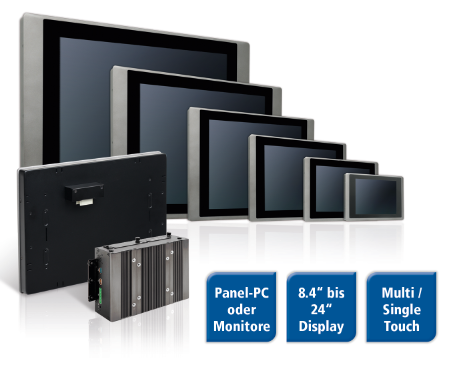 Panel-PC
oder
Monitore
8.4“ bis
24“
Display
Multi /
Single
Touch